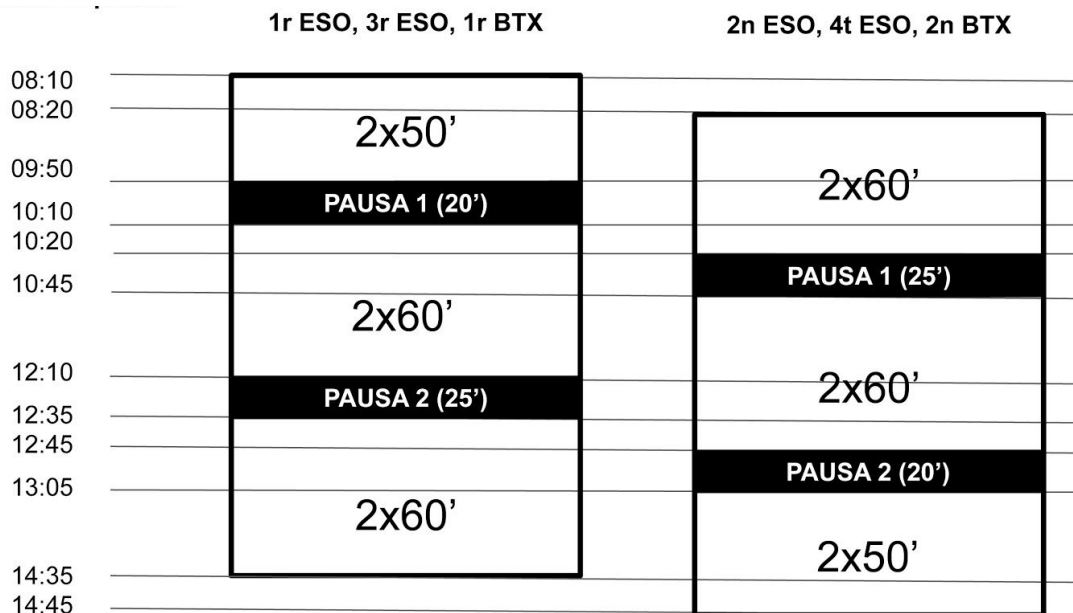 1r ESO, 3r ESO, 1r BTX
2n ESO, 4t ESO, 2n BTX
08:10
08:20
2x50’
09:50
2x60’
PAUSA 1 (20’)
10:10
10:20
PAUSA 1 (25’)
10:45
2x60’
12:10
2x60’
PAUSA 2 (25’)
12:35
12:45
PAUSA 2 (20’)
13:05
2x60’
2x50’
14:35
14:45